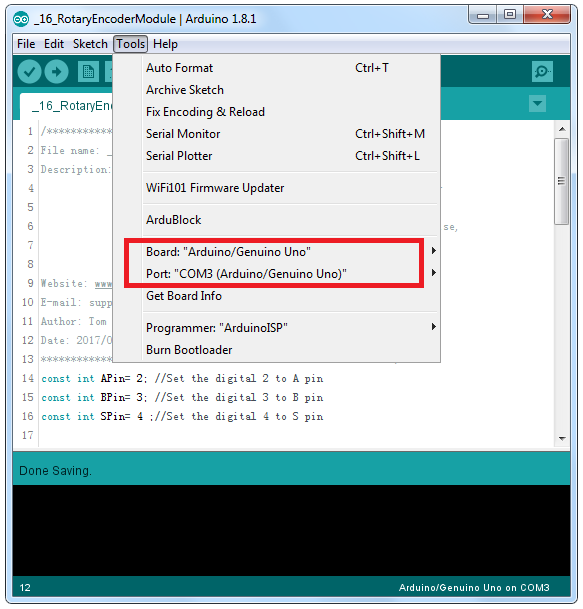 _16_RotaryEncoderModule | Arduino 1.8.1
File Edit Sketch Tools Help
Auto Format Ctrl+T
Archive Sketch
Fix Encoding & Reload
Serial Monitor Ctrl+Shift+M
Serial Plotter Ctrl+Shift+L
WiFi101 Firmware Updater
ArduBlock
Board: "Arduino/Genuino Uno"
Port: "COM3 (Arduino/Genuino Uno)"
Get Board Info
Programmer: "ArduinoISP"
Burn Bootloader
_16_RotaryEn
1 /************
2 File name: _
3 Description:
4
5
6 se,
7
8
9 Website: www
10 E-mail: supp
11 Author: Tom
12 Date: 2017/0
13
14 const int APin= 2; //Set the digital 2 to A pin
15 const int BPin= 3; //Set the digital 3 to B pin
16 const int SPin= 4 ;//Set the digital 4 to S pin
17
Done Saving.
12 Arduino/Genuino Uno on COM3